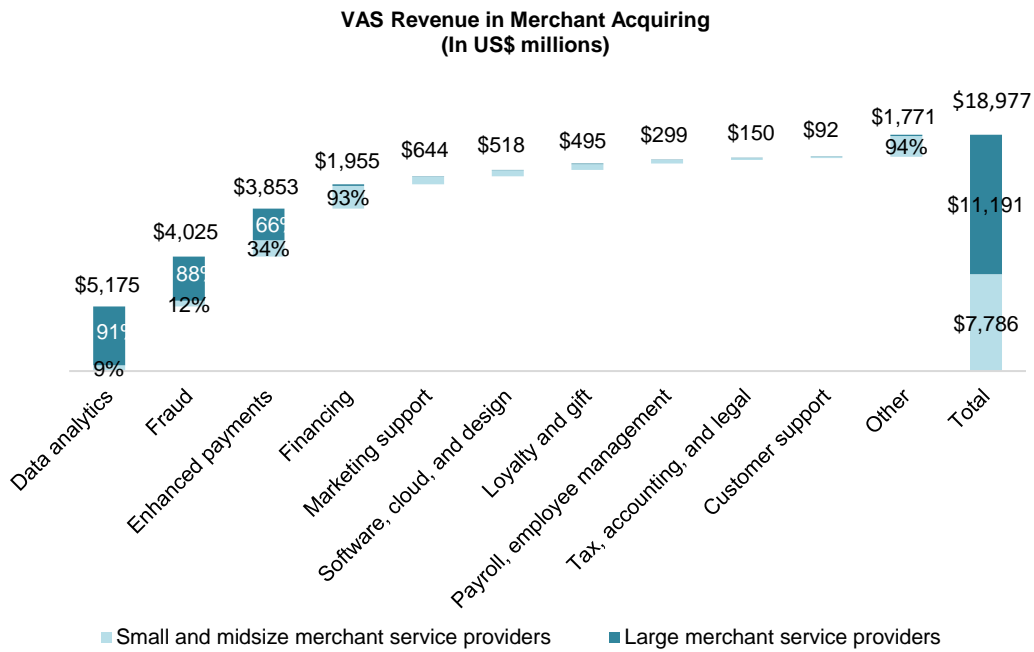 VAS Revenue in Merchant Acquiring
(In US$ millions)
$5,175
91%
9%
$4,025
88%
12%
$3,853
66%
34%
$1,955
93%
$644
$518
$495
$299
$150
$92
$1,771
94%
$18,977
$11,191
$7,786
Data analytics
Fraud
Enhanced payments
Financing
Marketing support
Software, cloud, and design
Loyalty and gift
Payroll, employee management
Tax, accounting, and legal
Customer support
Other
Total
Small and midsize merchant service providers
Large merchant service providers